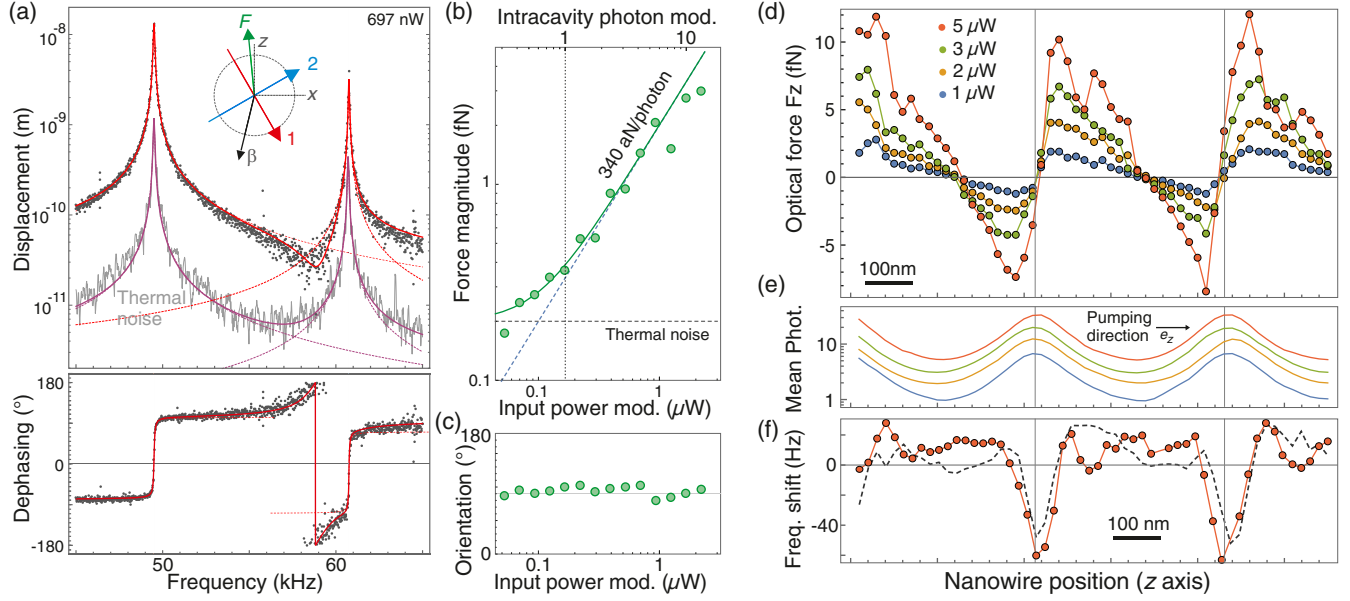 (a)
697 nW
10⁻⁸
10⁻⁹
10⁻¹⁰
10⁻¹¹
Displacement (m)
F
z
2
x
1
β
Thermal
noise
180
0
-180
Dephasing (°)
50
60
Frequency (kHz)
(b)
Intracavity photon mod.
1
10
Force magnitude (fN)
1
0.1
340 aN/photon
Thermal noise
0.1
1
Input power mod. (µW)
(c)
Orientation (°)
180
0
0.1
1
Input power mod. (µW)
(d)
Optical force Fz (fN)
10
5
0
-5
5 µW
3 µW
2 µW
1 µW
100nm
(e)
Mean Phot.
10
1
Pumping
direction
e_z
(f)
Freq. shift (Hz)
0
-40
100 nm
Nanowire position (z axis)